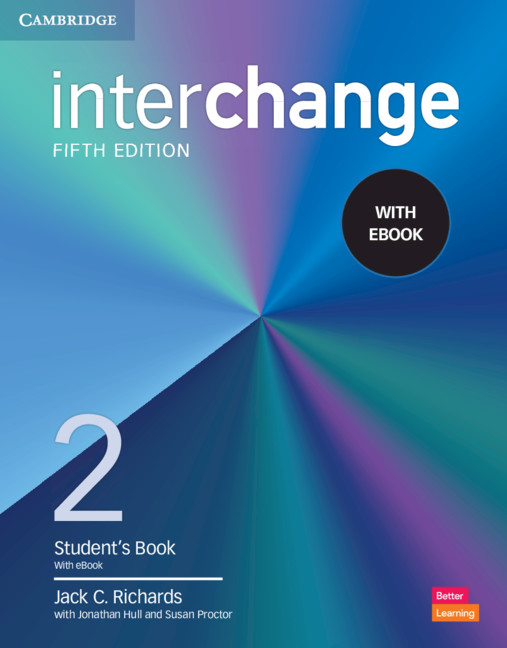 CAMBRIDGE
interchange
FIFTH EDITION
WITH
EBOOK
2
Student's Book
With eBook
Jack C. Richards
with Jonathan Hull and Susan Proctor
Better
Learning